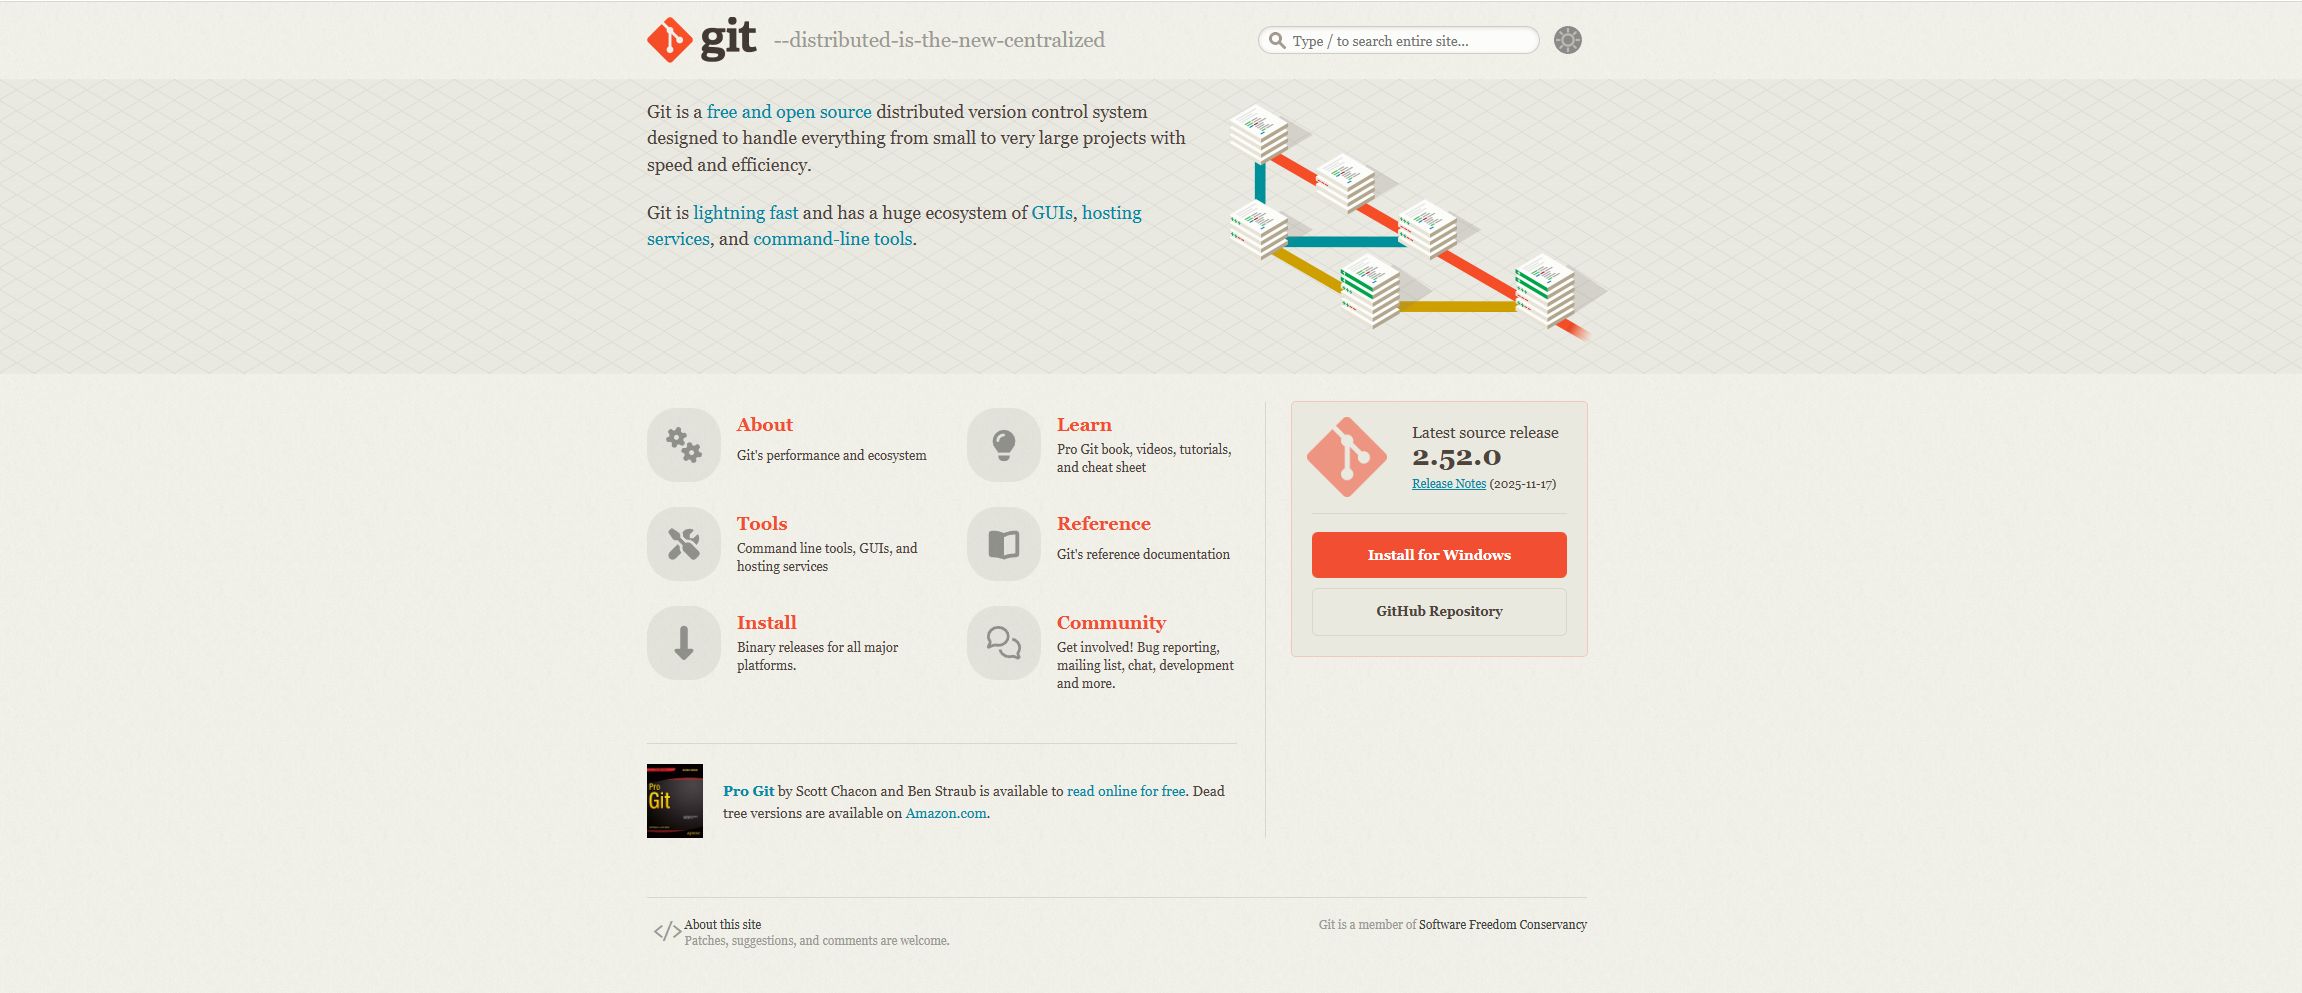 git --distributed-is-the-new-centralized
Type / to search entire site...
Git is a free and open source distributed version control system
designed to handle everything from small to very large projects with
speed and efficiency.
Git is lightning fast and has a huge ecosystem of GUIs, hosting
services, and command-line tools.
About
Git's performance and ecosystem
Learn
Pro Git book, videos, tutorials,
and cheat sheet
Tools
Command line tools, GUIs, and
hosting services
Reference
Git's reference documentation
Install
Binary releases for all major
platforms.
Community
Get involved! Bug reporting,
mailing list, chat, development
and more.
Latest source release
2.52.0
Release Notes (2025-11-17)
Install for Windows
GitHub Repository
Pro
Git
Pro Git by Scott Chacon and Ben Straub is available to read online for free. Dead
tree versions are available on Amazon.com.
</> About this site
Patches, suggestions, and comments are welcome.
Git is a member of Software Freedom Conservancy